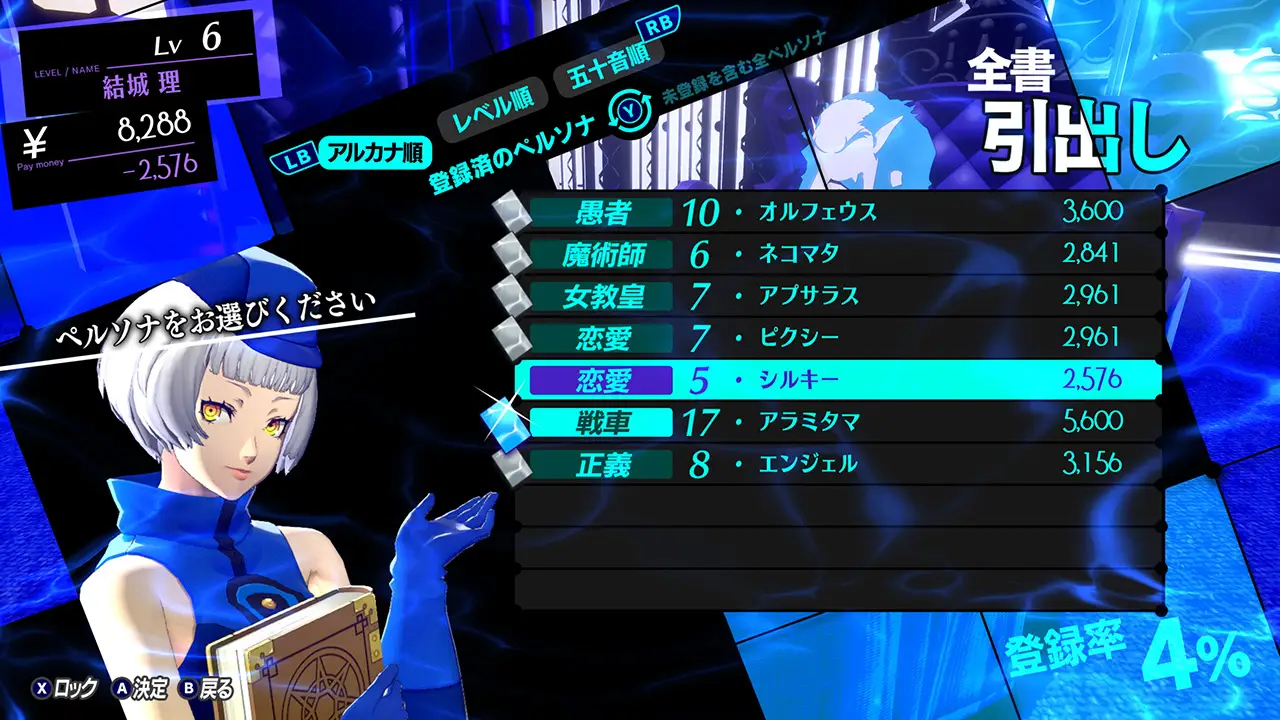 Lv 6
LEVEL / NAME
結城 理
¥ 8,288
Pay money -2,576
LB アルカナ順 レベル順 五十音順 RB
登録済のペルソナ Y 未登録を含む全ペルソナ
全書
引出し
ペルソナをお選びください
愚者 10・オルフェウス 3,600
魔術師 6・ネコマタ 2,841
女教皇 7・アプサラス 2,961
恋愛 7・ピクシー 2,961
恋愛 5・シルキー 2,576
戦車 17・アラミタマ 5,600
正義 8・エンジェル 3,156
登録率 4%
X ロック A 決定 B 戻る